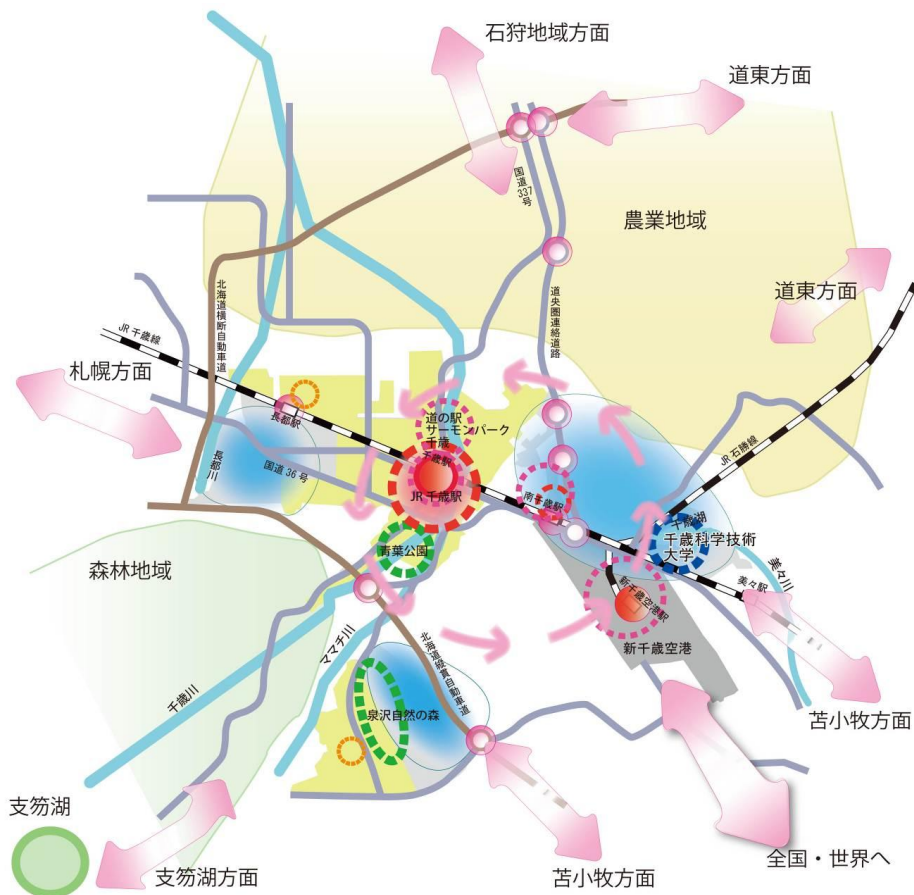 石狩地域方面
道東方面
国道337号
農業地域
道東方面
北海道横断自動車道
道央圏連絡道路
JR 千歳線
札幌方面
長都駅
道の駅
サーモンパーク
千歳
千歳駅
JR 千歳駅
国道 36 号
長都川
南千歳駅
JR 石勝線
千歳湖
千歳科学技術
大学
青葉公園
森林地域
美々駅
美々川
新千歳空港駅
新千歳空港
ママチ川
北海道縦貫自動車道
千歳川
泉沢自然の森
苫小牧方面
支笏湖
支笏湖方面
苫小牧方面
全国・世界へ